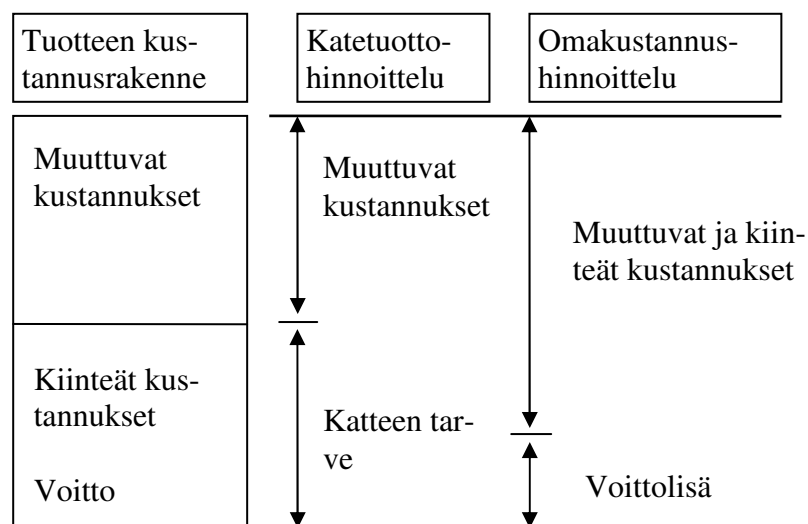 Tuotteen kus-
tannusrakenne
Katetuotto-
hinnoittelu
Omakustannus-
hinnoittelu
Muuttuvat
kustannukset
Kiinteät kus-
tannukset
Voitto
Muuttuvat
kustannukset
Katteen tar-
ve
Muuttuvat ja kiin-
teät kustannukset
Voittolisä